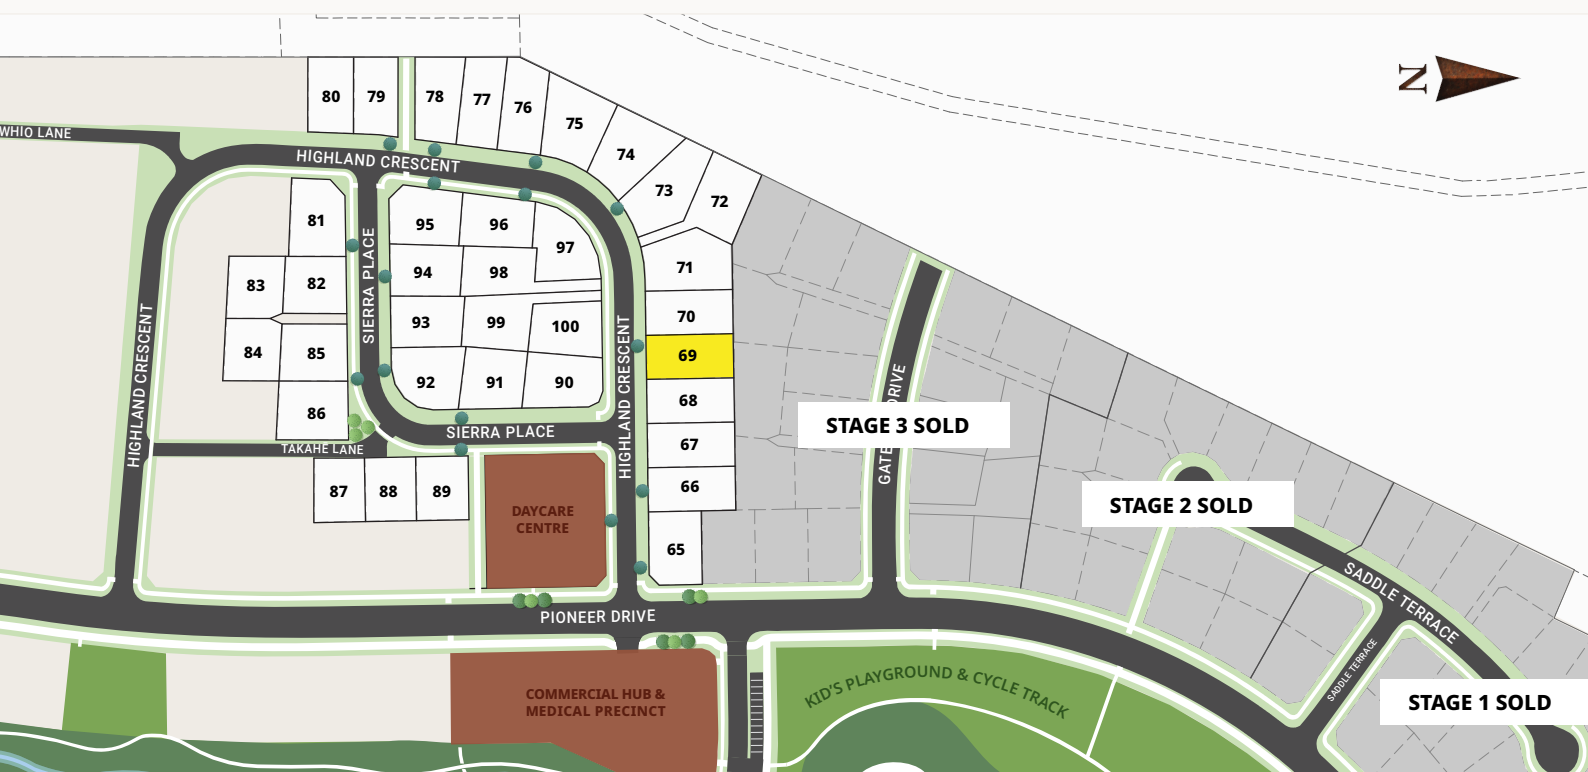 N
80
79
78
77
76
75
74
73
72
WHIO LANE
HIGHLAND CRESCENT
81
95
96
97
SIERRA PLACE
83
82
94
98
71
HIGHLAND CRESCENT
84
85
93
99
100
70
HIGHLAND CRESCENT
69
86
92
91
90
68
TAKAHE LANE
SIERRA PLACE
67
87
88
89
66
DAYCARE
CENTRE
65
STAGE 3 SOLD
GATE
DRIVE
STAGE 2 SOLD
SADDLE TERRACE
SADDLE TERRACE
STAGE 1 SOLD
PIONEER DRIVE
COMMERCIAL HUB &
MEDICAL PRECINCT
KID'S PLAYGROUND & CYCLE TRACK